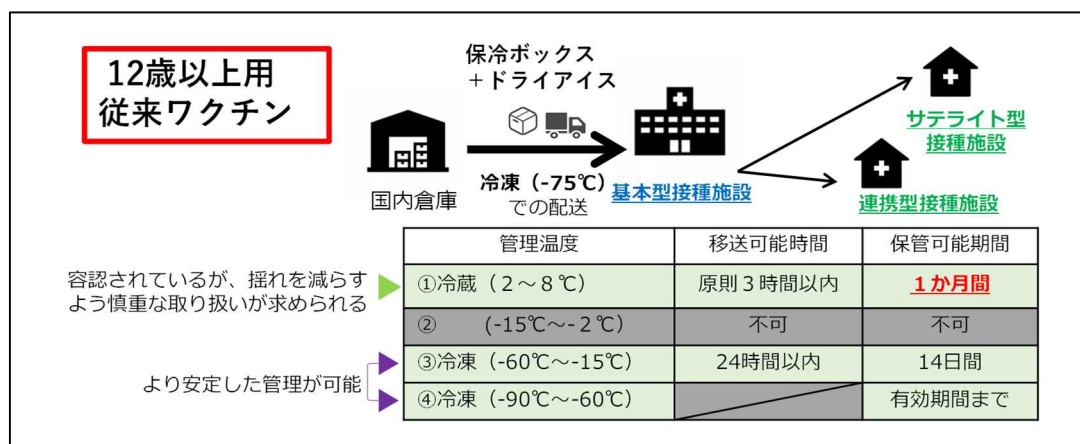 12歳以上用
従来ワクチン
保冷ボックス
+ドライアイス
国内倉庫
冷凍（-75℃）
での配送
基本型接種施設
サテライト型
接種施設
連携型接種施設
管理温度 移送可能時間 保管可能期間
容認されているが、揺れを減らす
よう慎重な取り扱いが求められる
①冷蔵（２～８℃） 原則３時間以内 １か月間
② (-15℃～-２℃) 不可 不可
より安定した管理が可能
③冷凍（-60℃～-15℃） 24時間以内 14日間
④冷凍（-90℃～-60℃） 有効期間まで